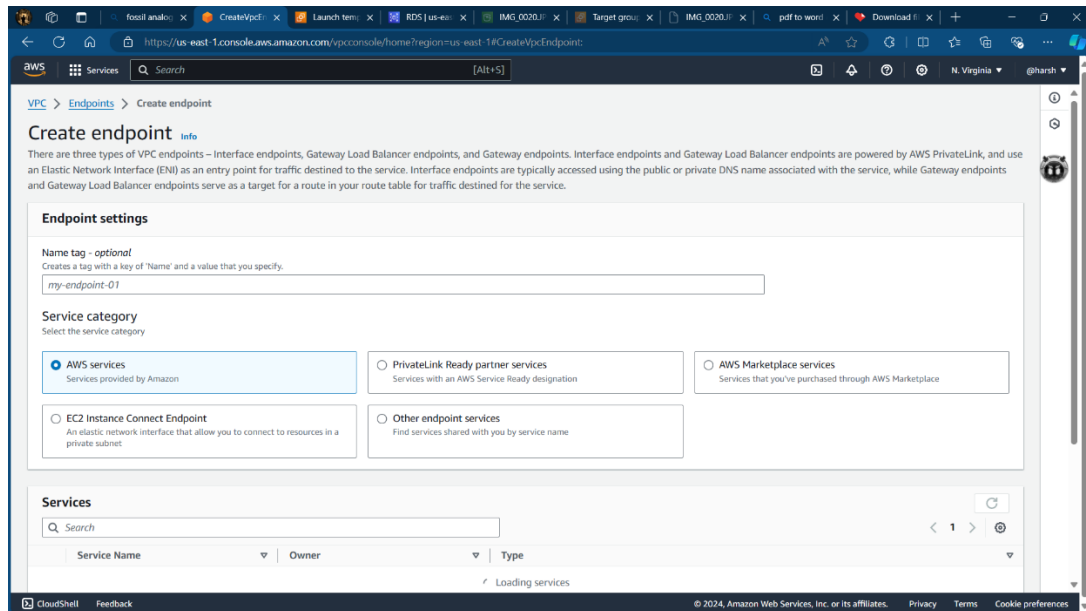 fossil analog
CreateVpcEn
Launch temp
RDS | us-eas
IMG_0020.JP
Target group
IMG_0020.JP
pdf to word
Download fi
https://us-east-1.console.aws.amazon.com/vpcconsole/home?region=us-east-1#CreateVpcEndpoint:
aws
Services
Search
[Alt+S]
N. Virginia
@harsh
VPC > Endpoints > Create endpoint
Create endpoint Info
There are three types of VPC endpoints – Interface endpoints, Gateway Load Balancer endpoints, and Gateway endpoints. Interface endpoints and Gateway Load Balancer endpoints are powered by AWS PrivateLink, and use
an Elastic Network Interface (ENI) as an entry point for traffic destined to the service. Interface endpoints are typically accessed using the public or private DNS name associated with the service, while Gateway endpoints
and Gateway Load Balancer endpoints serve as a target for a route in your route table for traffic destined for the service.
Endpoint settings
Name tag - optional
Creates a tag with a key of 'Name' and a value that you specify.
my-endpoint-01
Service category
Select the service category
AWS services
Services provided by Amazon
PrivateLink Ready partner services
Services with an AWS Service Ready designation
AWS Marketplace services
Services that you've purchased through AWS Marketplace
EC2 Instance Connect Endpoint
An elastic network interface that allow you to connect to resources in a
private subnet
Other endpoint services
Find services shared with you by service name
Services
Search
1
Service Name
Owner
Type
Loading services
CloudShell
Feedback
© 2024, Amazon Web Services, Inc. or its affiliates.
Privacy
Terms
Cookie preferences